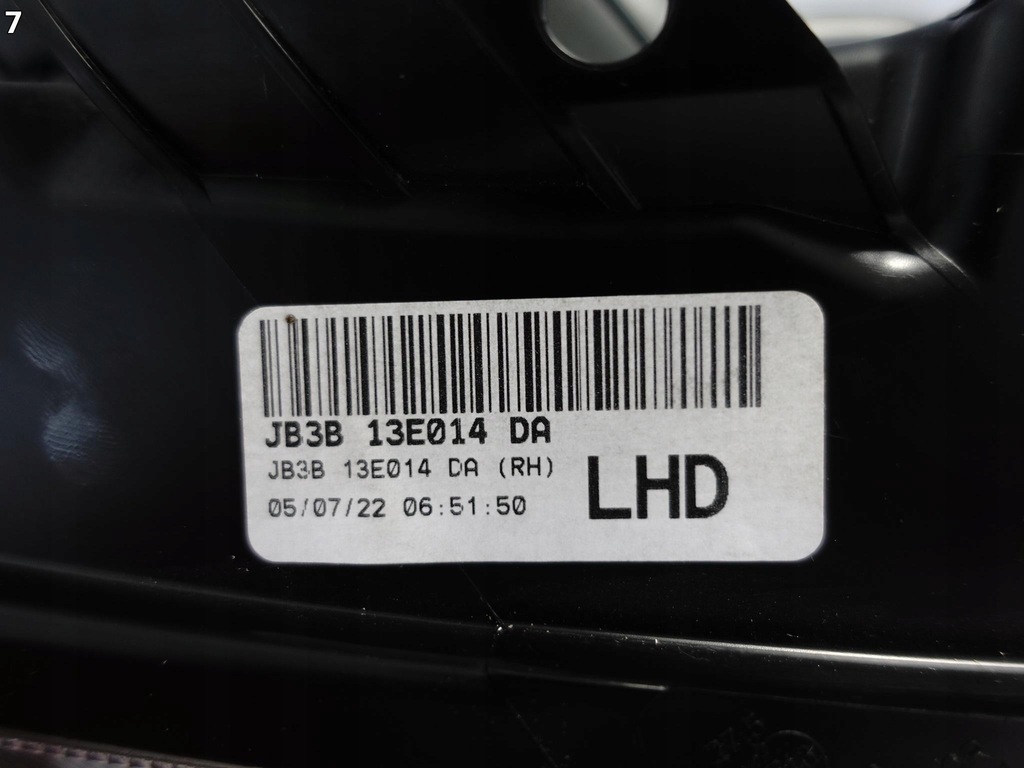 7
JB3B 13E014 DA
JB3B 13E014 DA (RH)
05/07/22 06:51:50
LHD